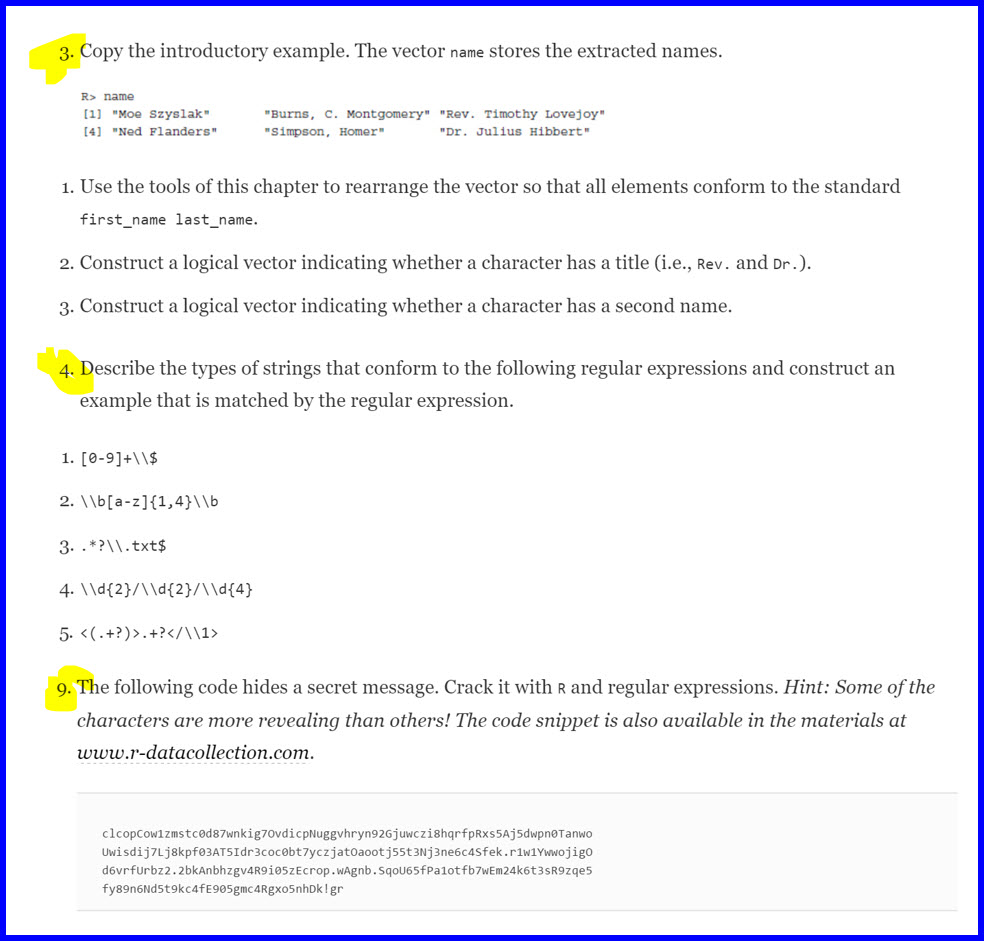 3. Copy the introductory example. The vector name stores the extracted names.
R> name
[1] "Moe Szyslak" "Burns, C. Montgomery" "Rev. Timothy Lovejoy"
[4] "Ned Flanders" "Simpson, Homer" "Dr. Julius Hibbert"
1. Use the tools of this chapter to rearrange the vector so that all elements conform to the standard
first_name last_name.
2. Construct a logical vector indicating whether a character has a title (i.e., Rev. and Dr.).
3. Construct a logical vector indicating whether a character has a second name.
4. Describe the types of strings that conform to the following regular expressions and construct an
example that is matched by the regular expression.
1. [0-9]+\\$
2. \\b[a-z]{1,4}\\b
3. .*?\\.txt$
4. \\d{2}/\\d{2}/\\d{4}
5. <(.+?)>.+?</\\1>
9. The following code hides a secret message. Crack it with R and regular expressions. Hint: Some of the
characters are more revealing than others! The code snippet is also available in the materials at
www.r-datacollection.com.
clcopCow1zmstc0d87wnkig7OvdicpNuggvhryn92Gjuwczi8hqrfpRxs5Aj5dwpn0Tanwo
Uwisdij7Lj8kpf03AT5Idr3coc0bt7yczjatOaootj55t3Nj3ne6c4Sfek.r1w1YwwojigO
d6vrfUrbz2.2bkAnbhzgv4R9i05zEcrop.wAgnb.SqoU65fPa1otfb7wEm24k6t3sR9zqe5
fy89n6Nd5t9kc4fE905gmc4Rgxo5nhDk!gr